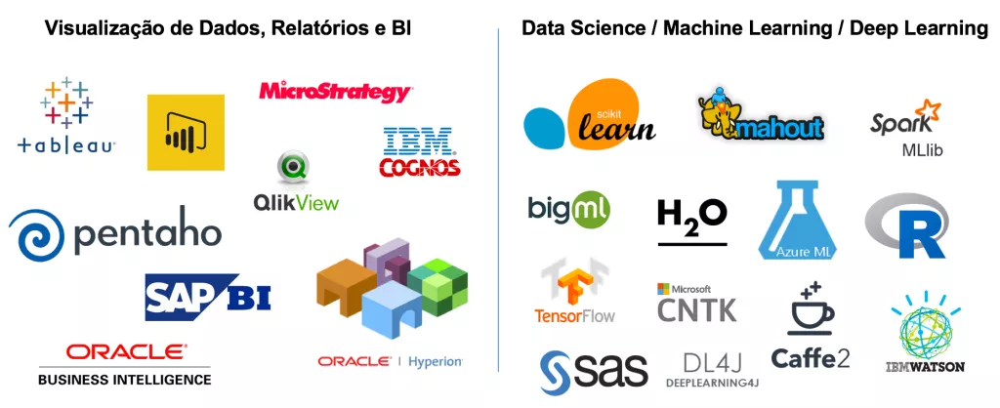 Visualização de Dados, Relatórios e BI
+ableau
MicroStrategy
IBM
COGNOS
QlikView
pentaho
SAP BI
ORACLE
BUSINESS INTELLIGENCE
ORACLE | Hyperion
Data Science / Machine Learning / Deep Learning
scikit
learn
mahout
Spark
MLlib
bigml
H2O
Azure ML
R
TensorFlow
Microsoft
CNTK
Caffe2
IBMWATSON
sas
DL4J
DEEPLEARNING4J